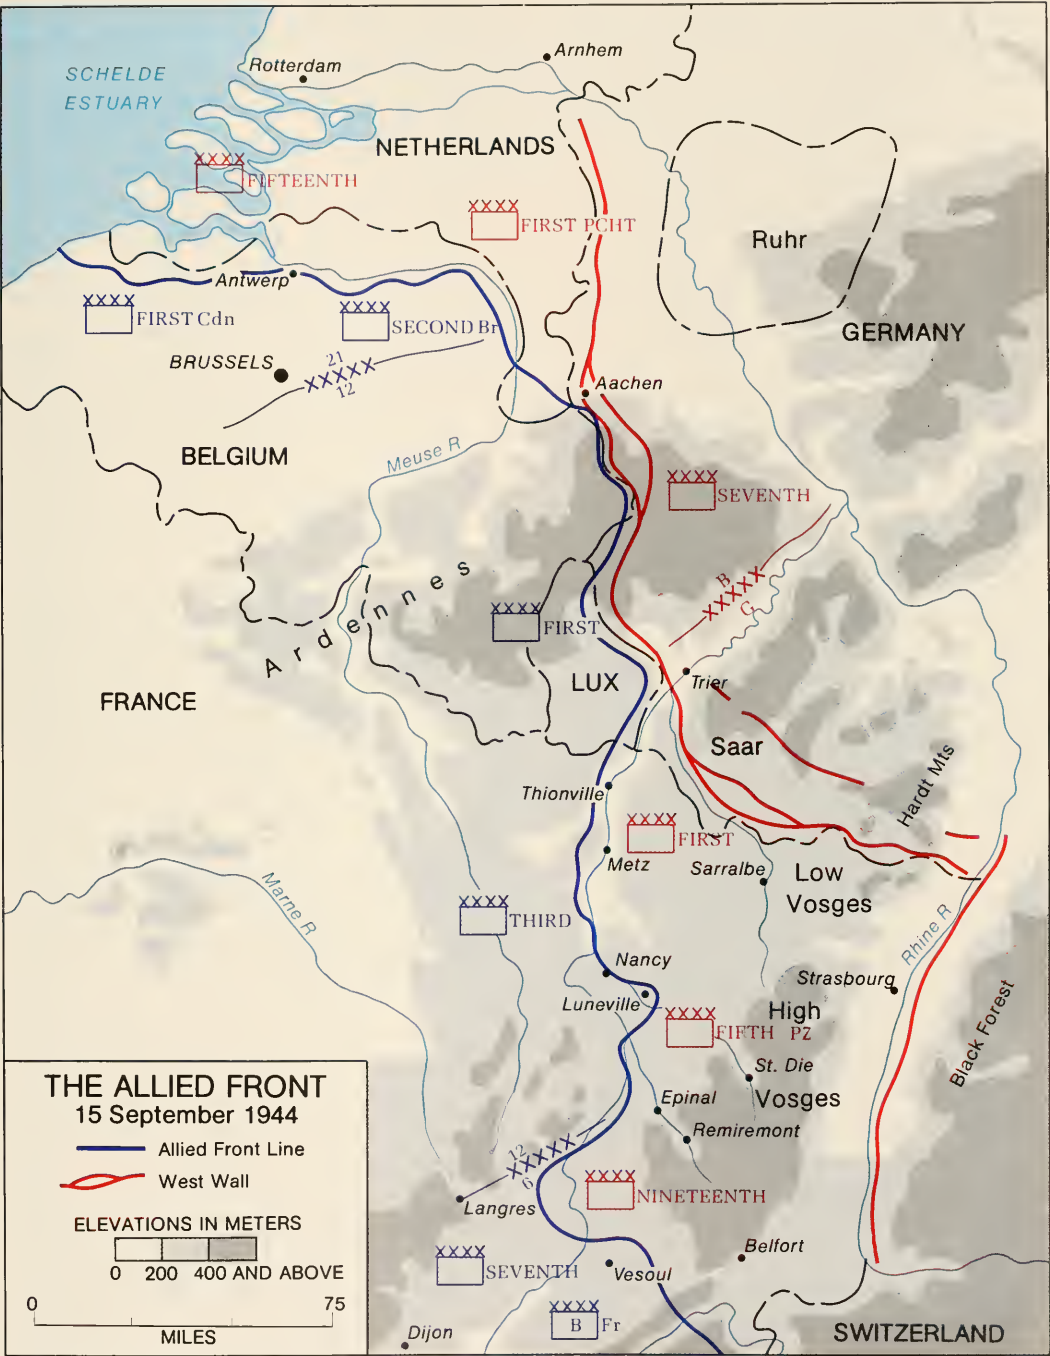 Arnhem
Rotterdam
SCHELDE
ESTUARY
NETHERLANDS
XXXX
FIFTEENTH
XXXX
FIRST PCHT
Ruhr
Antwerp
XXXX
FIRST Cdn
XXXX
SECOND Br
GERMANY
BRUSSELS
21
XXXXX
12
Aachen
BELGIUM
Meuse R
XXXX
SEVENTH
Ardennes
B
XXXXX
G
XXXX
FIRST
LUX
Trier
FRANCE
Saar
Hardt Mts
Thionville
XXXX
FIRST
Metz
Sarralbe
Low
Vosges
Marne R
XXXX
THIRD
Rhine R
Nancy
Strasbourg
Luneville
XXXX
FIFTH PZ
High
Vosges
Black Forest
St. Die
Epinal
Remiremont
12
XXXXX
6
XXXX
NINETEENTH
Langres
Belfort
XXXX
SEVENTH
Vesoul
XXXX
B Fr
Dijon
SWITZERLAND
THE ALLIED FRONT
15 September 1944
Allied Front Line
West Wall
ELEVATIONS IN METERS
0 200 400 AND ABOVE
0 75
MILES